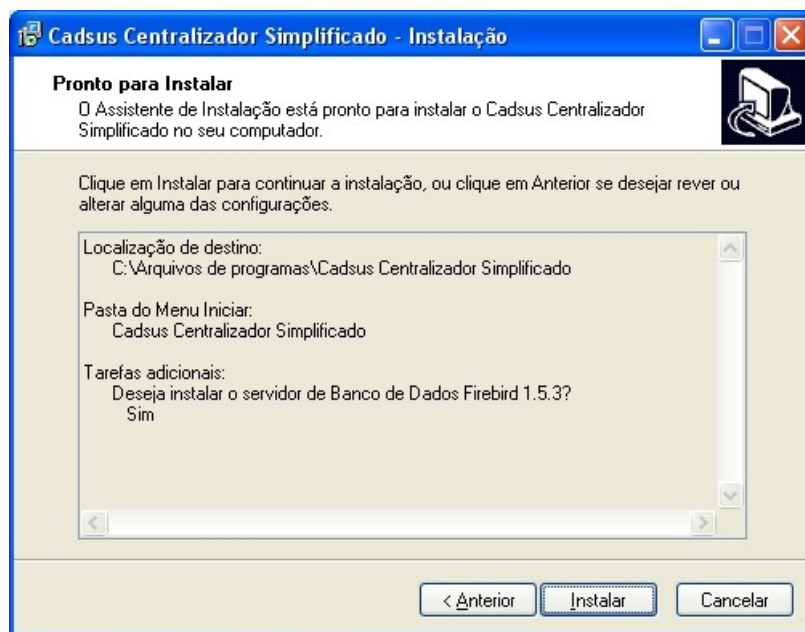 Cadsus Centralizador Simplificado - Instalação
Pronto para Instalar
O Assistente de Instalação está pronto para instalar o Cadsus Centralizador
Simplificado no seu computador.
Clique em Instalar para continuar a instalação, ou clique em Anterior se desejar rever ou
alterar alguma das configurações.
Localização de destino:
C:\Arquivos de programas\Cadsus Centralizador Simplificado
Pasta do Menu Iniciar:
Cadsus Centralizador Simplificado
Tarefas adicionais:
Deseja instalar o servidor de Banco de Dados Firebird 1.5.3?
Sim
< Anterior
Instalar
Cancelar